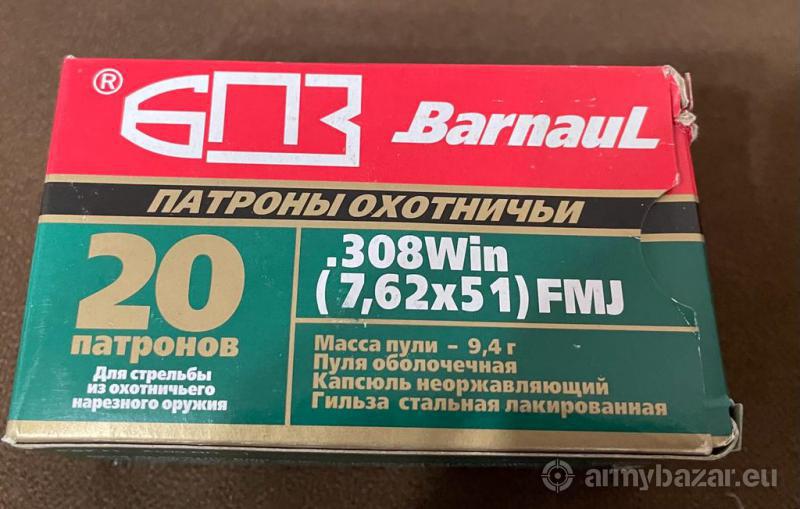 ® БПЗ Barnaul
ПАТРОНЫ ОХОТНИЧЬИ
20
патронов
Для стрельбы
из охотничьего
нарезного оружия
.308Win
(7,62x51) FMJ
Масса пули - 9,4 г
Пуля оболочечная
Капсюль неоржавляющий
Гильза стальная лакированная
armybazar.eu